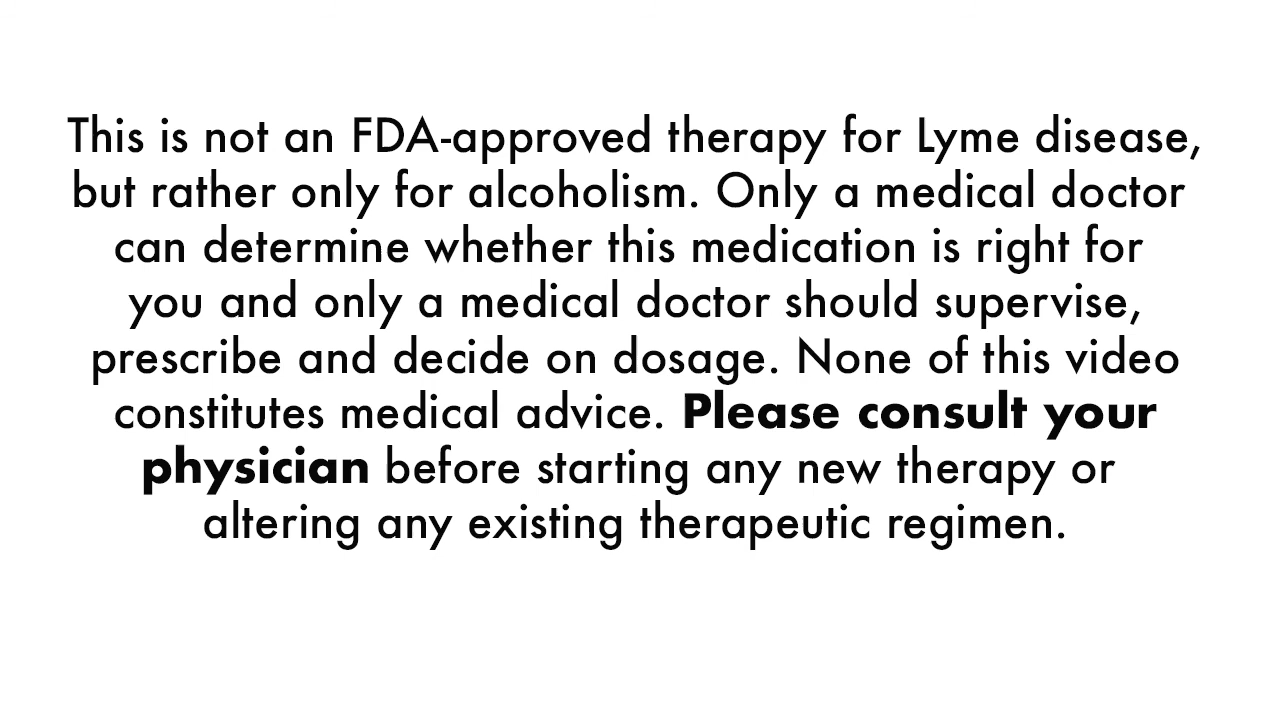 This is not an FDA-approved therapy for Lyme disease,
but rather only for alcoholism. Only a medical doctor
can determine whether this medication is right for
you and only a medical doctor should supervise,
prescribe and decide on dosage. None of this video
constitutes medical advice. Please consult your
physician before starting any new therapy or
altering any existing therapeutic regimen.